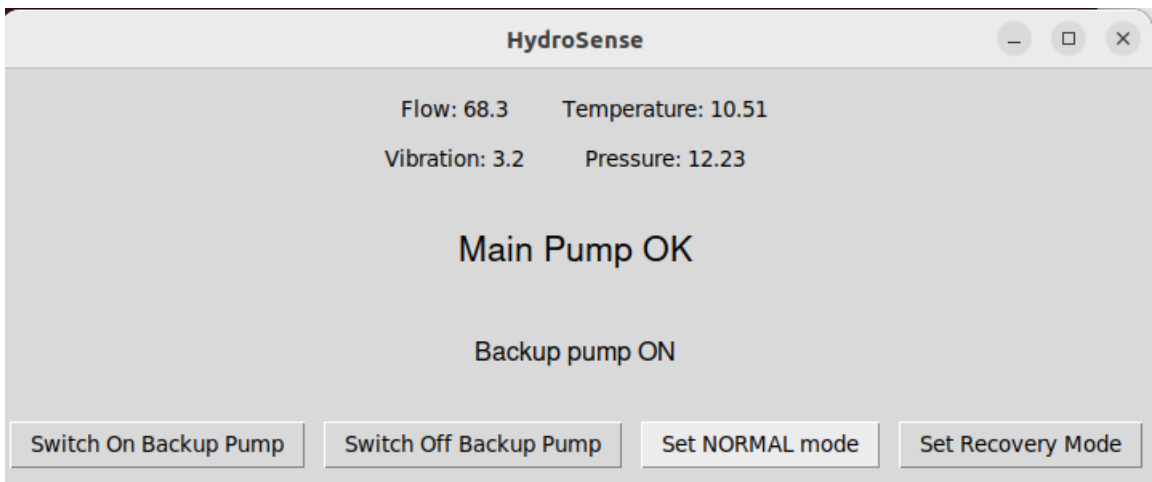 HydroSense
Flow: 68.3 Temperature: 10.51
Vibration: 3.2 Pressure: 12.23
Main Pump OK
Backup pump ON
Switch On Backup Pump Switch Off Backup Pump Set NORMAL mode Set Recovery Mode